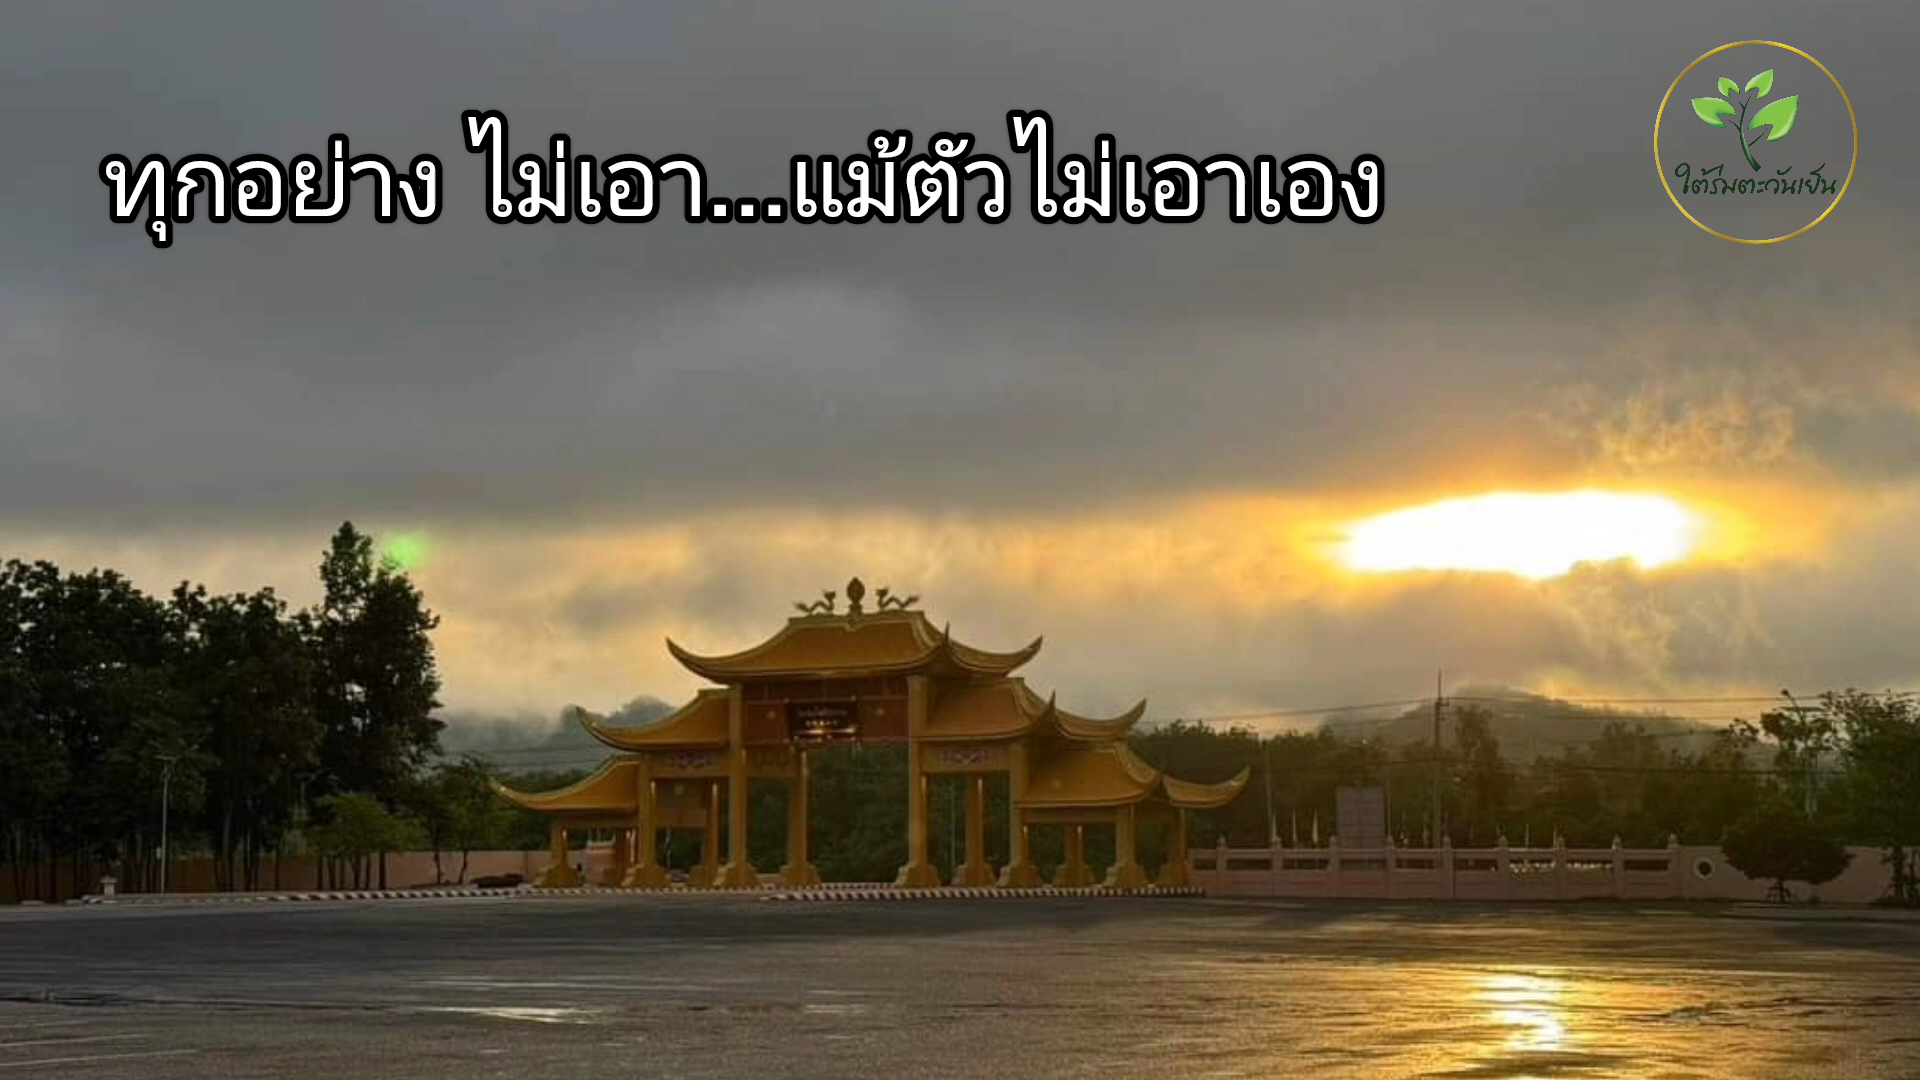 ทุกอย่าง ไม่เอา...แม้ตัวไม่เอาเอง
ใต้ร่มตะวันเย็น